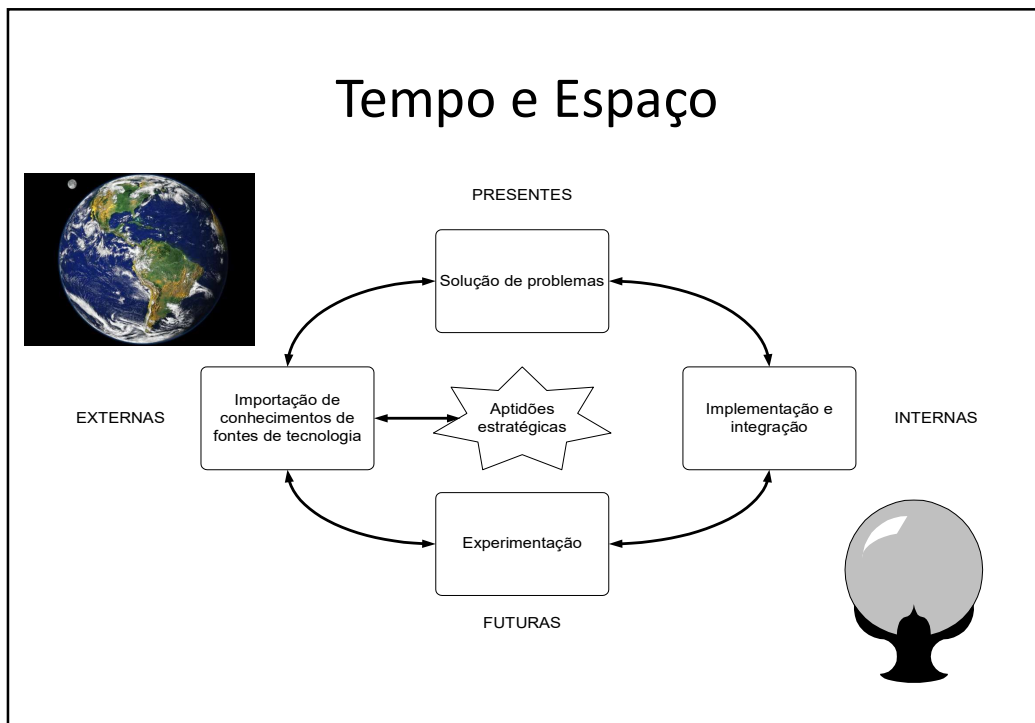 Tempo e Espaço
PRESENTES
Solução de problemas
EXTERNAS
Importação de
conhecimentos de
fontes de tecnologia
Aptidões
estratégicas
Implementação e
integração
INTERNAS
Experimentação
FUTURAS